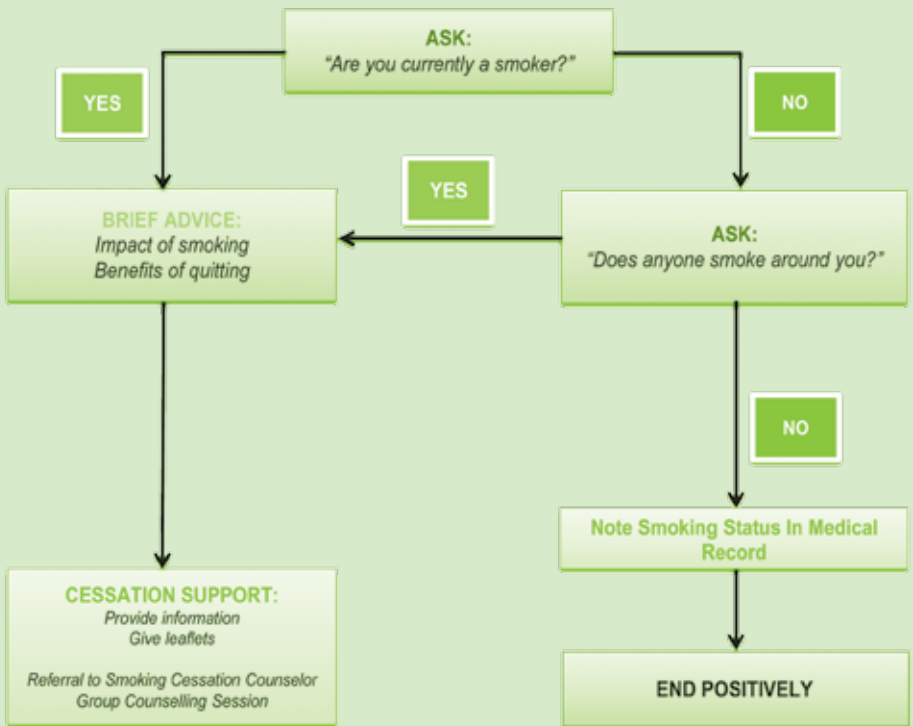 ASK:
“Are you currently a smoker?”
YES
NO
YES
BRIEF ADVICE:
Impact of smoking
Benefits of quitting
ASK:
“Does anyone smoke around you?”
NO
Note Smoking Status In Medical
Record
CESSATION SUPPORT:
Provide information
Give leaflets
Referral to Smoking Cessation Counselor
Group Counselling Session
END POSITIVELY